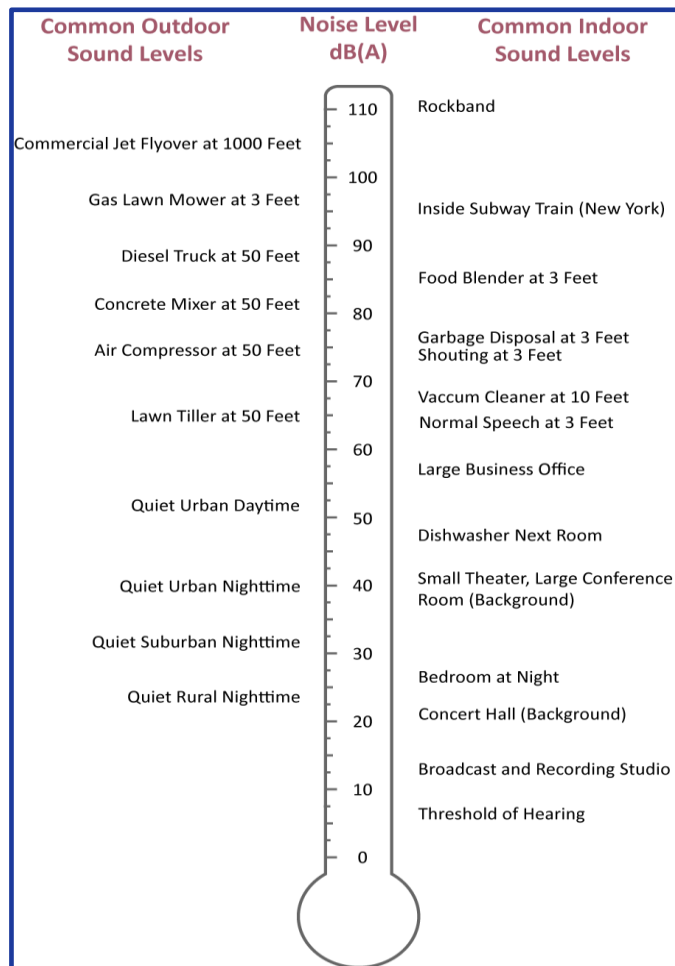 Common Outdoor
Sound Levels
Noise Level
dB(A)
Common Indoor
Sound Levels
110
Rockband
Commercial Jet Flyover at 1000 Feet
100
Gas Lawn Mower at 3 Feet
Inside Subway Train (New York)
90
Diesel Truck at 50 Feet
Food Blender at 3 Feet
Concrete Mixer at 50 Feet
80
Garbage Disposal at 3 Feet
Air Compressor at 50 Feet
Shouting at 3 Feet
70
Vaccum Cleaner at 10 Feet
Lawn Tiller at 50 Feet
Normal Speech at 3 Feet
60
Large Business Office
Quiet Urban Daytime
50
Dishwasher Next Room
Quiet Urban Nighttime
40
Small Theater, Large Conference
Room (Background)
Quiet Suburban Nighttime
30
Bedroom at Night
Quiet Rural Nighttime
20
Concert Hall (Background)
Broadcast and Recording Studio
10
Threshold of Hearing
0